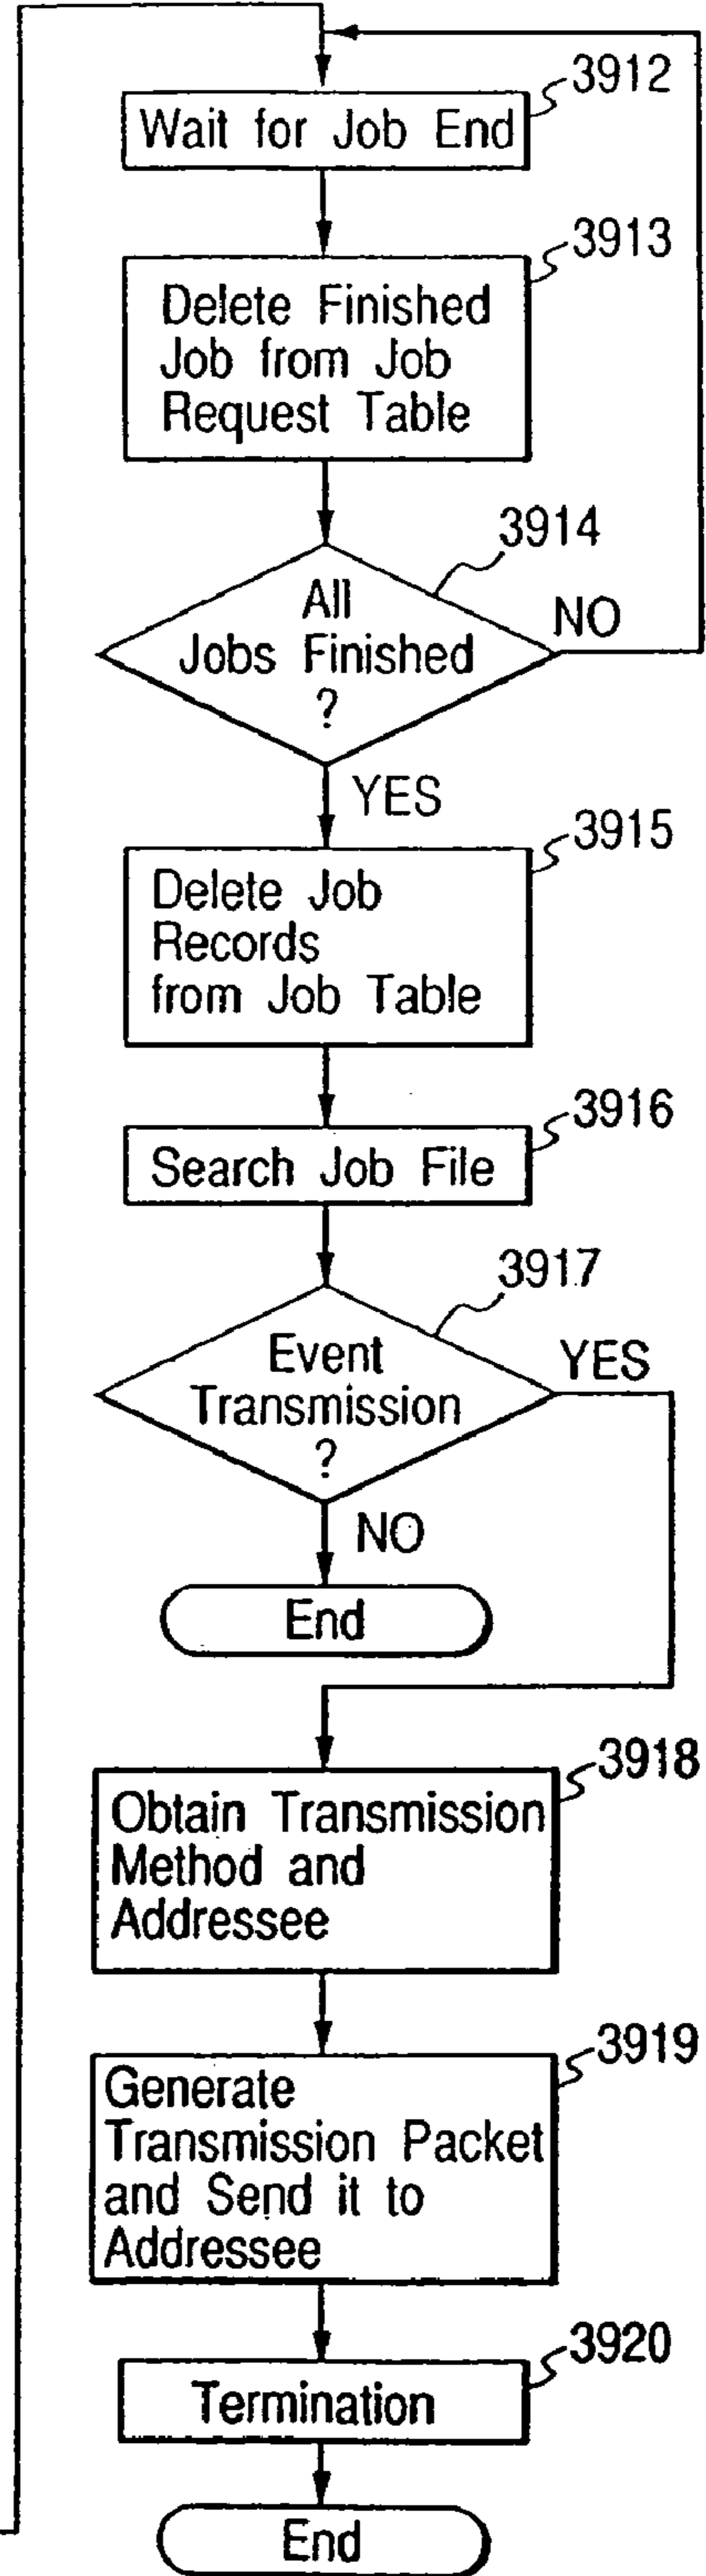 3912
Wait for Job End
3913
Delete Finished
Job from Job
Request Table
3914
All
Jobs Finished
?
NO
YES
3915
Delete Job
Records
from Job Table
3916
Search Job File
3917
Event
Transmission
?
YES
NO
End
3918
Obtain Transmission
Method and
Addressee
3919
Generate
Transmission Packet
and Send it to
Addressee
3920
Termination
End